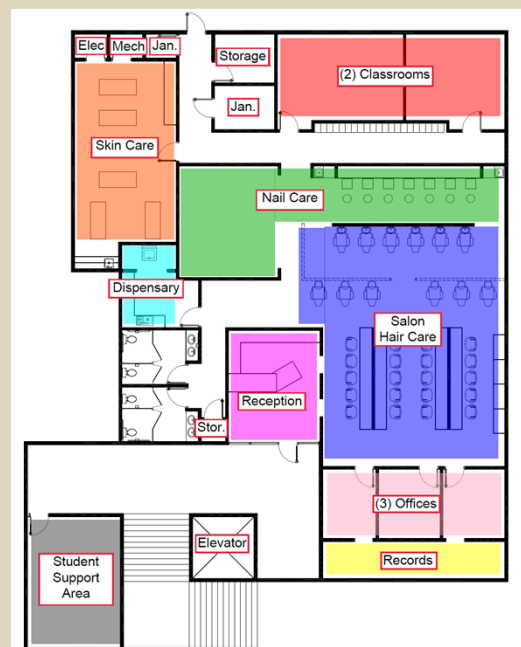 Elec
Mech
Jan.
Storage
(2) Classrooms
Jan.
Skin Care
Nail Care
Dispensary
Salon
Hair Care
Reception
Stor.
(3) Offices
Elevator
Records
Student
Support
Area